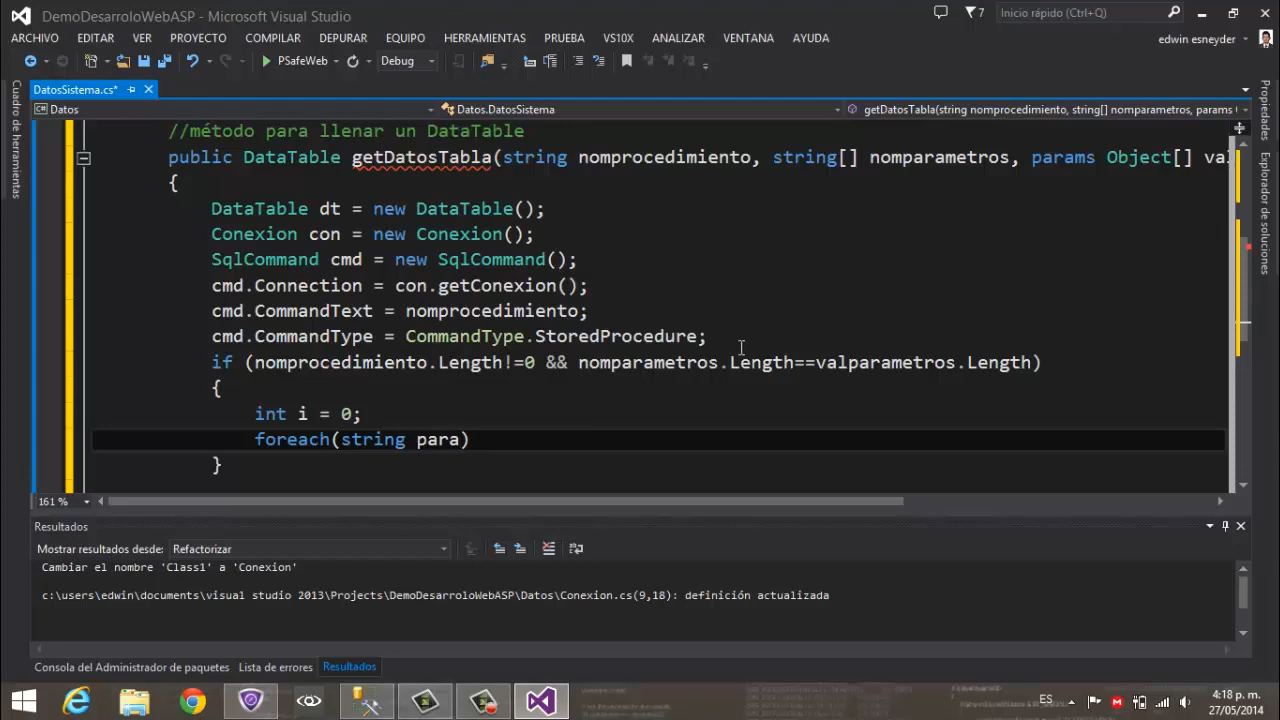 DemoDesarroloWebASP - Microsoft Visual Studio
7
Inicio rápido (Ctrl+Q)
ARCHIVO EDITAR VER PROYECTO COMPILAR DEPURAR EQUIPO HERRAMIENTAS PRUEBA VS10X ANALIZAR VENTANA AYUDA
edwin esneyder
PSafeWeb Debug
DatosSistema.cs*
Datos Datos.DatosSistema getDatosTabla(string nomprocedimiento, string[] nomparametros, params
Cuadro de herramientas
Propiedades
Explorador de soluciones
//método para llenar un DataTable
public DataTable getDatosTabla(string nomprocedimiento, string[] nomparametros, params Object[] val
{
DataTable dt = new DataTable();
Conexion con = new Conexion();
SqlCommand cmd = new SqlCommand();
cmd.Connection = con.getConexion();
cmd.CommandText = nomprocedimiento;
cmd.CommandType = CommandType.StoredProcedure;
if (nomprocedimiento.Length!=0 && nomparametros.Length==valparametros.Length)
{
int i = 0;
foreach(string para)
}
161 %
Resultados
Mostrar resultados desde: Refactorizar
Cambiar el nombre 'Class1' a 'Conexion'
c:\users\edwin\documents\visual studio 2013\Projects\DemoDesarroloWebASP\Datos\Conexion.cs(9,18): definición actualizada
Consola del Administrador de paquetes Lista de errores Resultados
ES
4:18 p. m.
27/05/2014